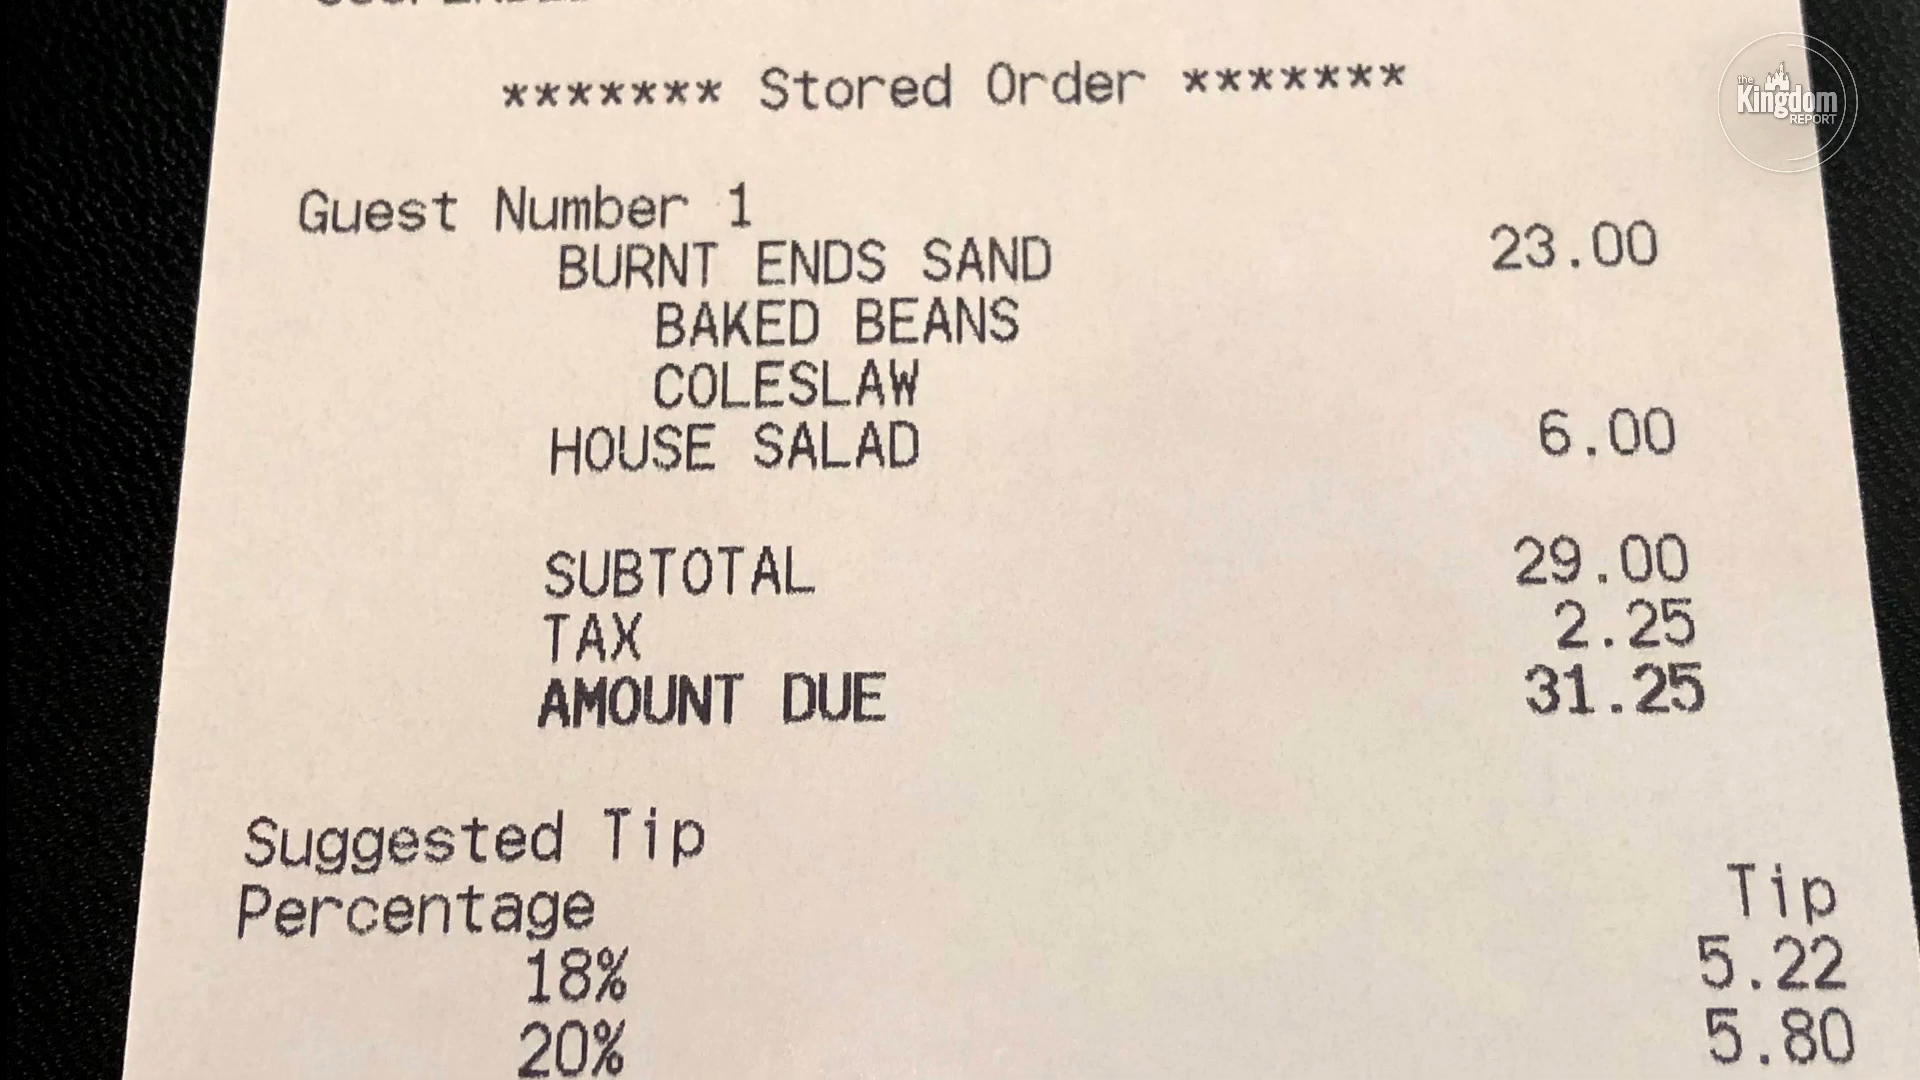 ******* Stored Order *******
the
Kingdom
REPORT
Guest Number 1
BURNT ENDS SAND 23.00
BAKED BEANS
COLESLAW
HOUSE SALAD 6.00
SUBTOTAL 29.00
TAX 2.25
AMOUNT DUE 31.25
Suggested Tip
Percentage Tip
18% 5.22
20% 5.80